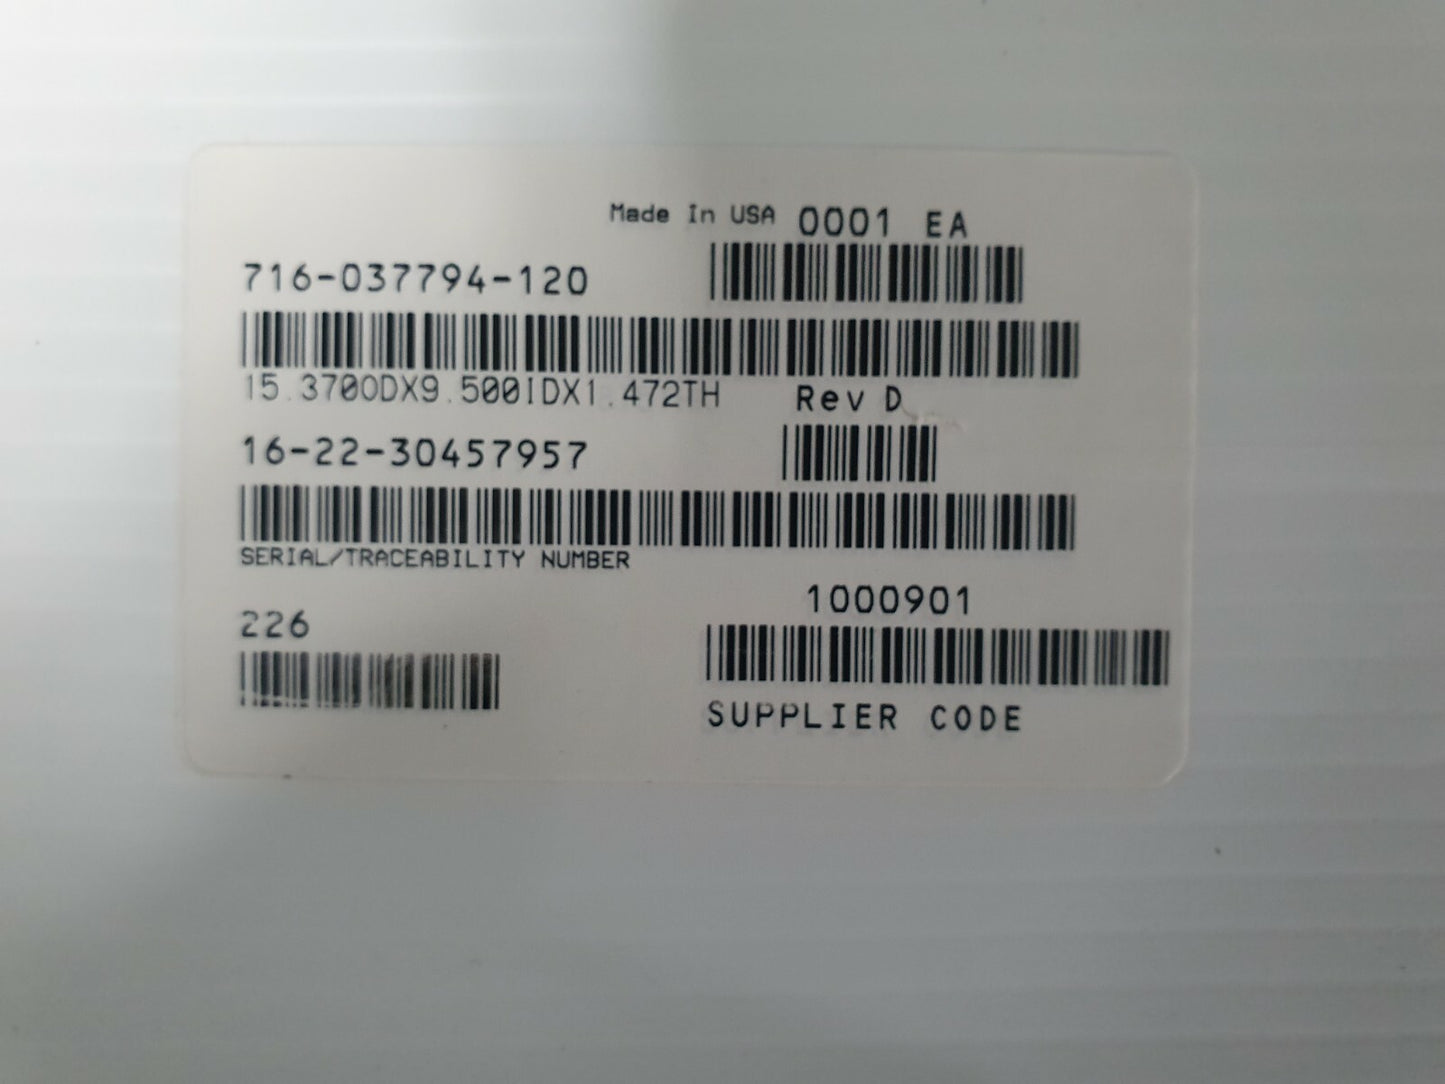 Made In USA 0001 EA
716-037794-120
15.370ODX9.500IDX1.472TH Rev D
16-22-30457957
SERIAL/TRACEABILITY NUMBER
1000901
226
SUPPLIER CODE